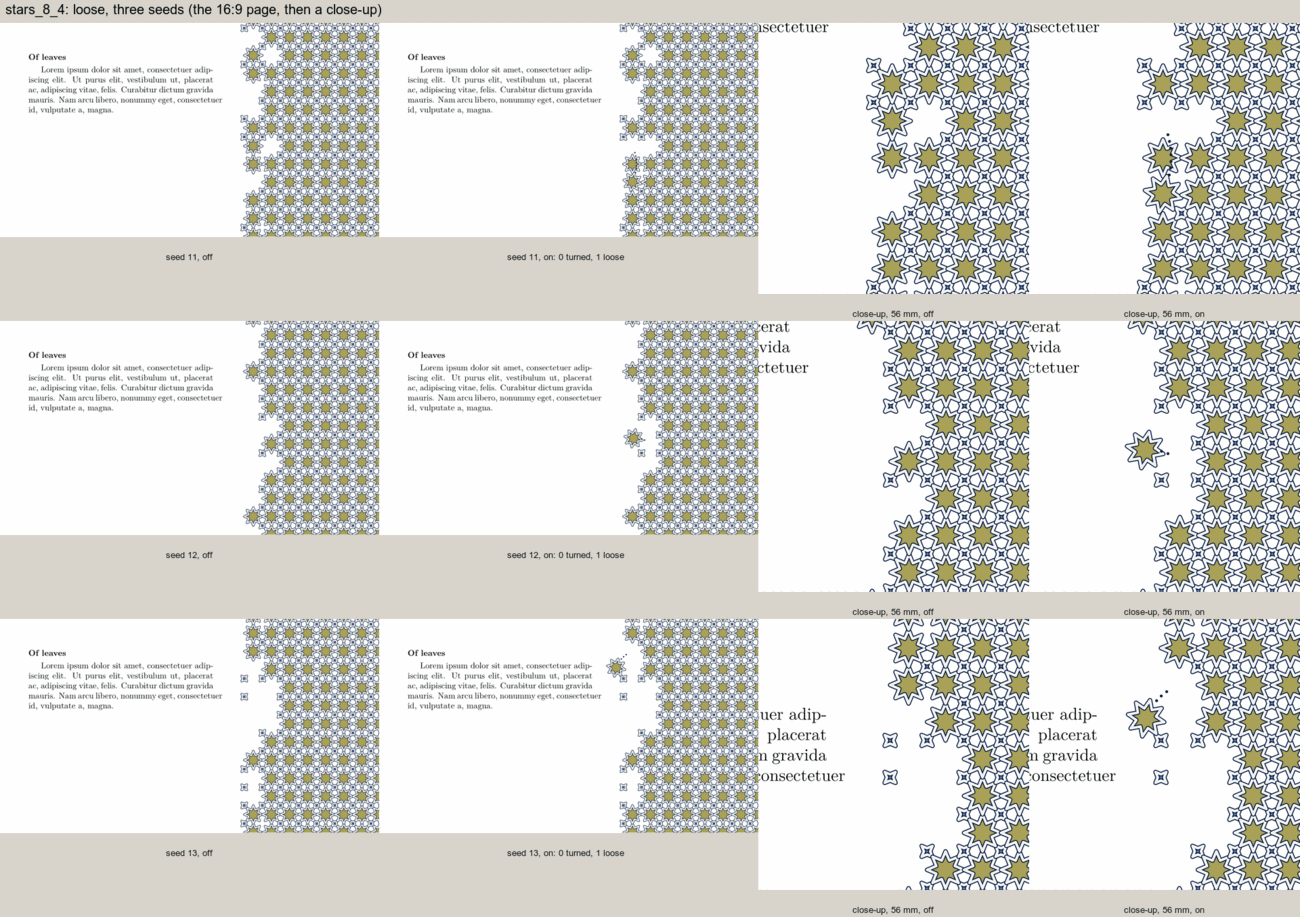 stars_8_4: loose, three seeds (the 16:9 page, then a close-up)
Of leaves
Lorem ipsum dolor sit amet, consectetuer adip-
iscing elit. Ut purus elit, vestibulum ut, placerat
ac, adipiscing vitae, felis. Curabitur dictum gravida
mauris. Nam arcu libero, nonummy eget, consectetuer
id, vulputate a, magna.
seed 11, off
Of leaves
Lorem ipsum dolor sit amet, consectetuer adip-
iscing elit. Ut purus elit, vestibulum ut, placerat
ac, adipiscing vitae, felis. Curabitur dictum gravida
mauris. Nam arcu libero, nonummy eget, consectetuer
id, vulputate a, magna.
seed 11, on: 0 turned, 1 loose
nsectetuer
close-up, 56 mm, off
nsectetuer
close-up, 56 mm, on
Of leaves
Lorem ipsum dolor sit amet, consectetuer adip-
iscing elit. Ut purus elit, vestibulum ut, placerat
ac, adipiscing vitae, felis. Curabitur dictum gravida
mauris. Nam arcu libero, nonummy eget, consectetuer
id, vulputate a, magna.
seed 12, off
Of leaves
Lorem ipsum dolor sit amet, consectetuer adip-
iscing elit. Ut purus elit, vestibulum ut, placerat
ac, adipiscing vitae, felis. Curabitur dictum gravida
mauris. Nam arcu libero, nonummy eget, consectetuer
id, vulputate a, magna.
seed 12, on: 0 turned, 1 loose
cerat
vida
ctetuer
close-up, 56 mm, off
cerat
vida
ctetuer
close-up, 56 mm, on
Of leaves
Lorem ipsum dolor sit amet, consectetuer adip-
iscing elit. Ut purus elit, vestibulum ut, placerat
ac, adipiscing vitae, felis. Curabitur dictum gravida
mauris. Nam arcu libero, nonummy eget, consectetuer
id, vulputate a, magna.
seed 13, off
Of leaves
Lorem ipsum dolor sit amet, consectetuer adip-
iscing elit. Ut purus elit, vestibulum ut, placerat
ac, adipiscing vitae, felis. Curabitur dictum gravida
mauris. Nam arcu libero, nonummy eget, consectetuer
id, vulputate a, magna.
seed 13, on: 0 turned, 1 loose
uer adip-
placerat
n gravida
consectetuer
close-up, 56 mm, off
uer adip-
placerat
n gravida
consectetuer
close-up, 56 mm, on